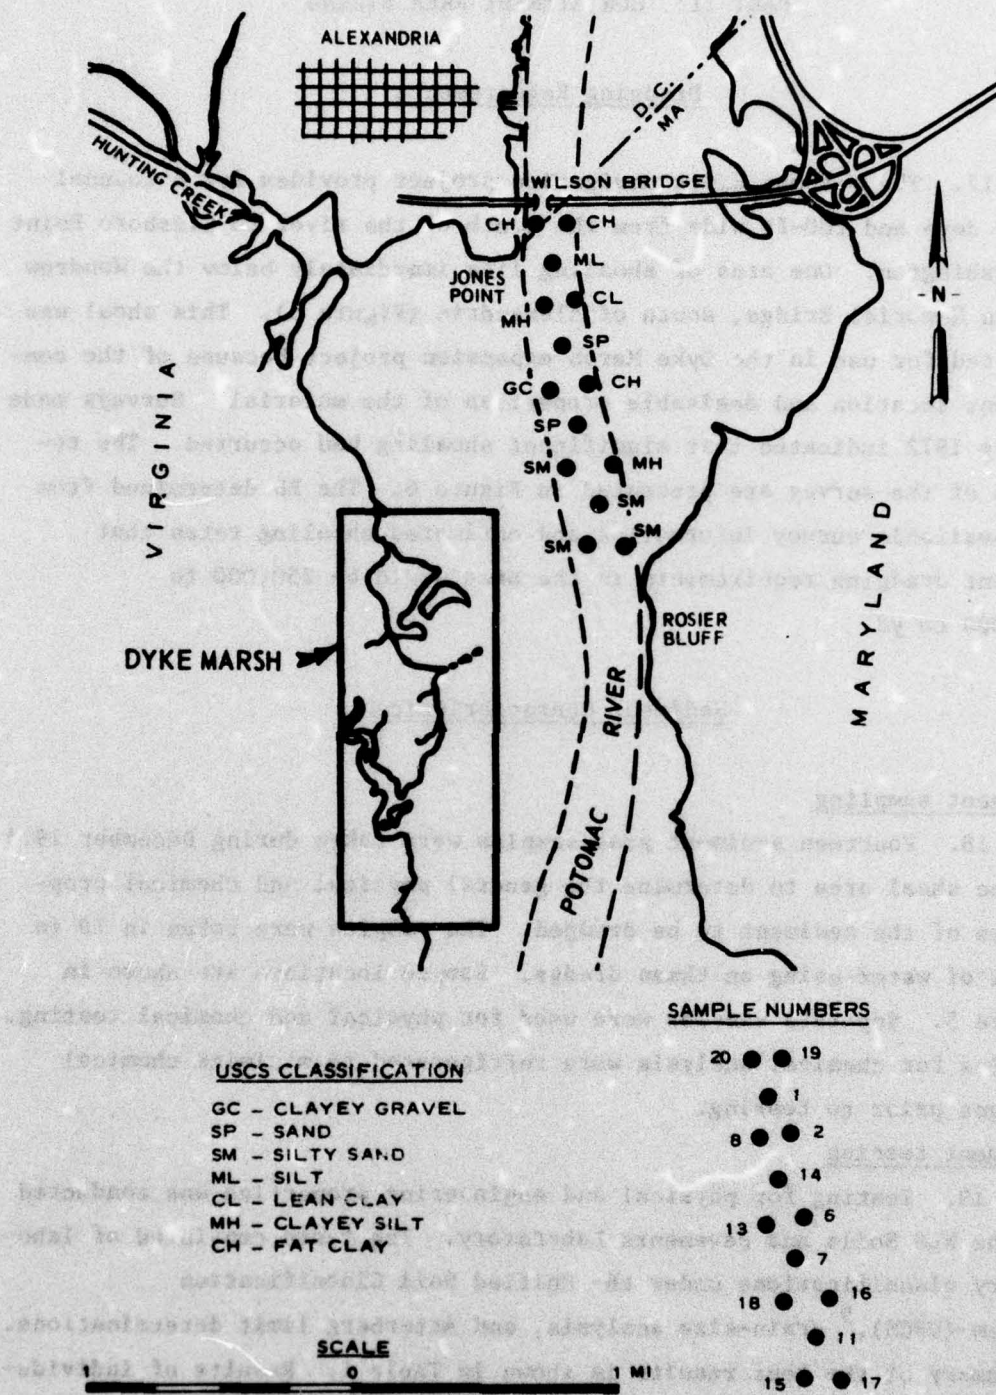 ALEXANDRIA
D.C.
MA
HUNTING CREEK
WILSON BRIDGE
CH CH
ML
JONES
POINT
CL
MH
SP
-N-
GC CH
SP
SM MH
SM
SM SM
VIRGINIA
MARYLAND
ROSIER
BLUFF
DYKE MARSH
POTOMAC RIVER
SAMPLE NUMBERS
20 19
1
8 2
14
13 6
7
18 16
11
15 17
USCS CLASSIFICATION
GC - CLAYEY GRAVEL
SP - SAND
SM - SILTY SAND
ML - SILT
CL - LEAN CLAY
MH - CLAYEY SILT
CH - FAT CLAY
SCALE
1 0 1 MI